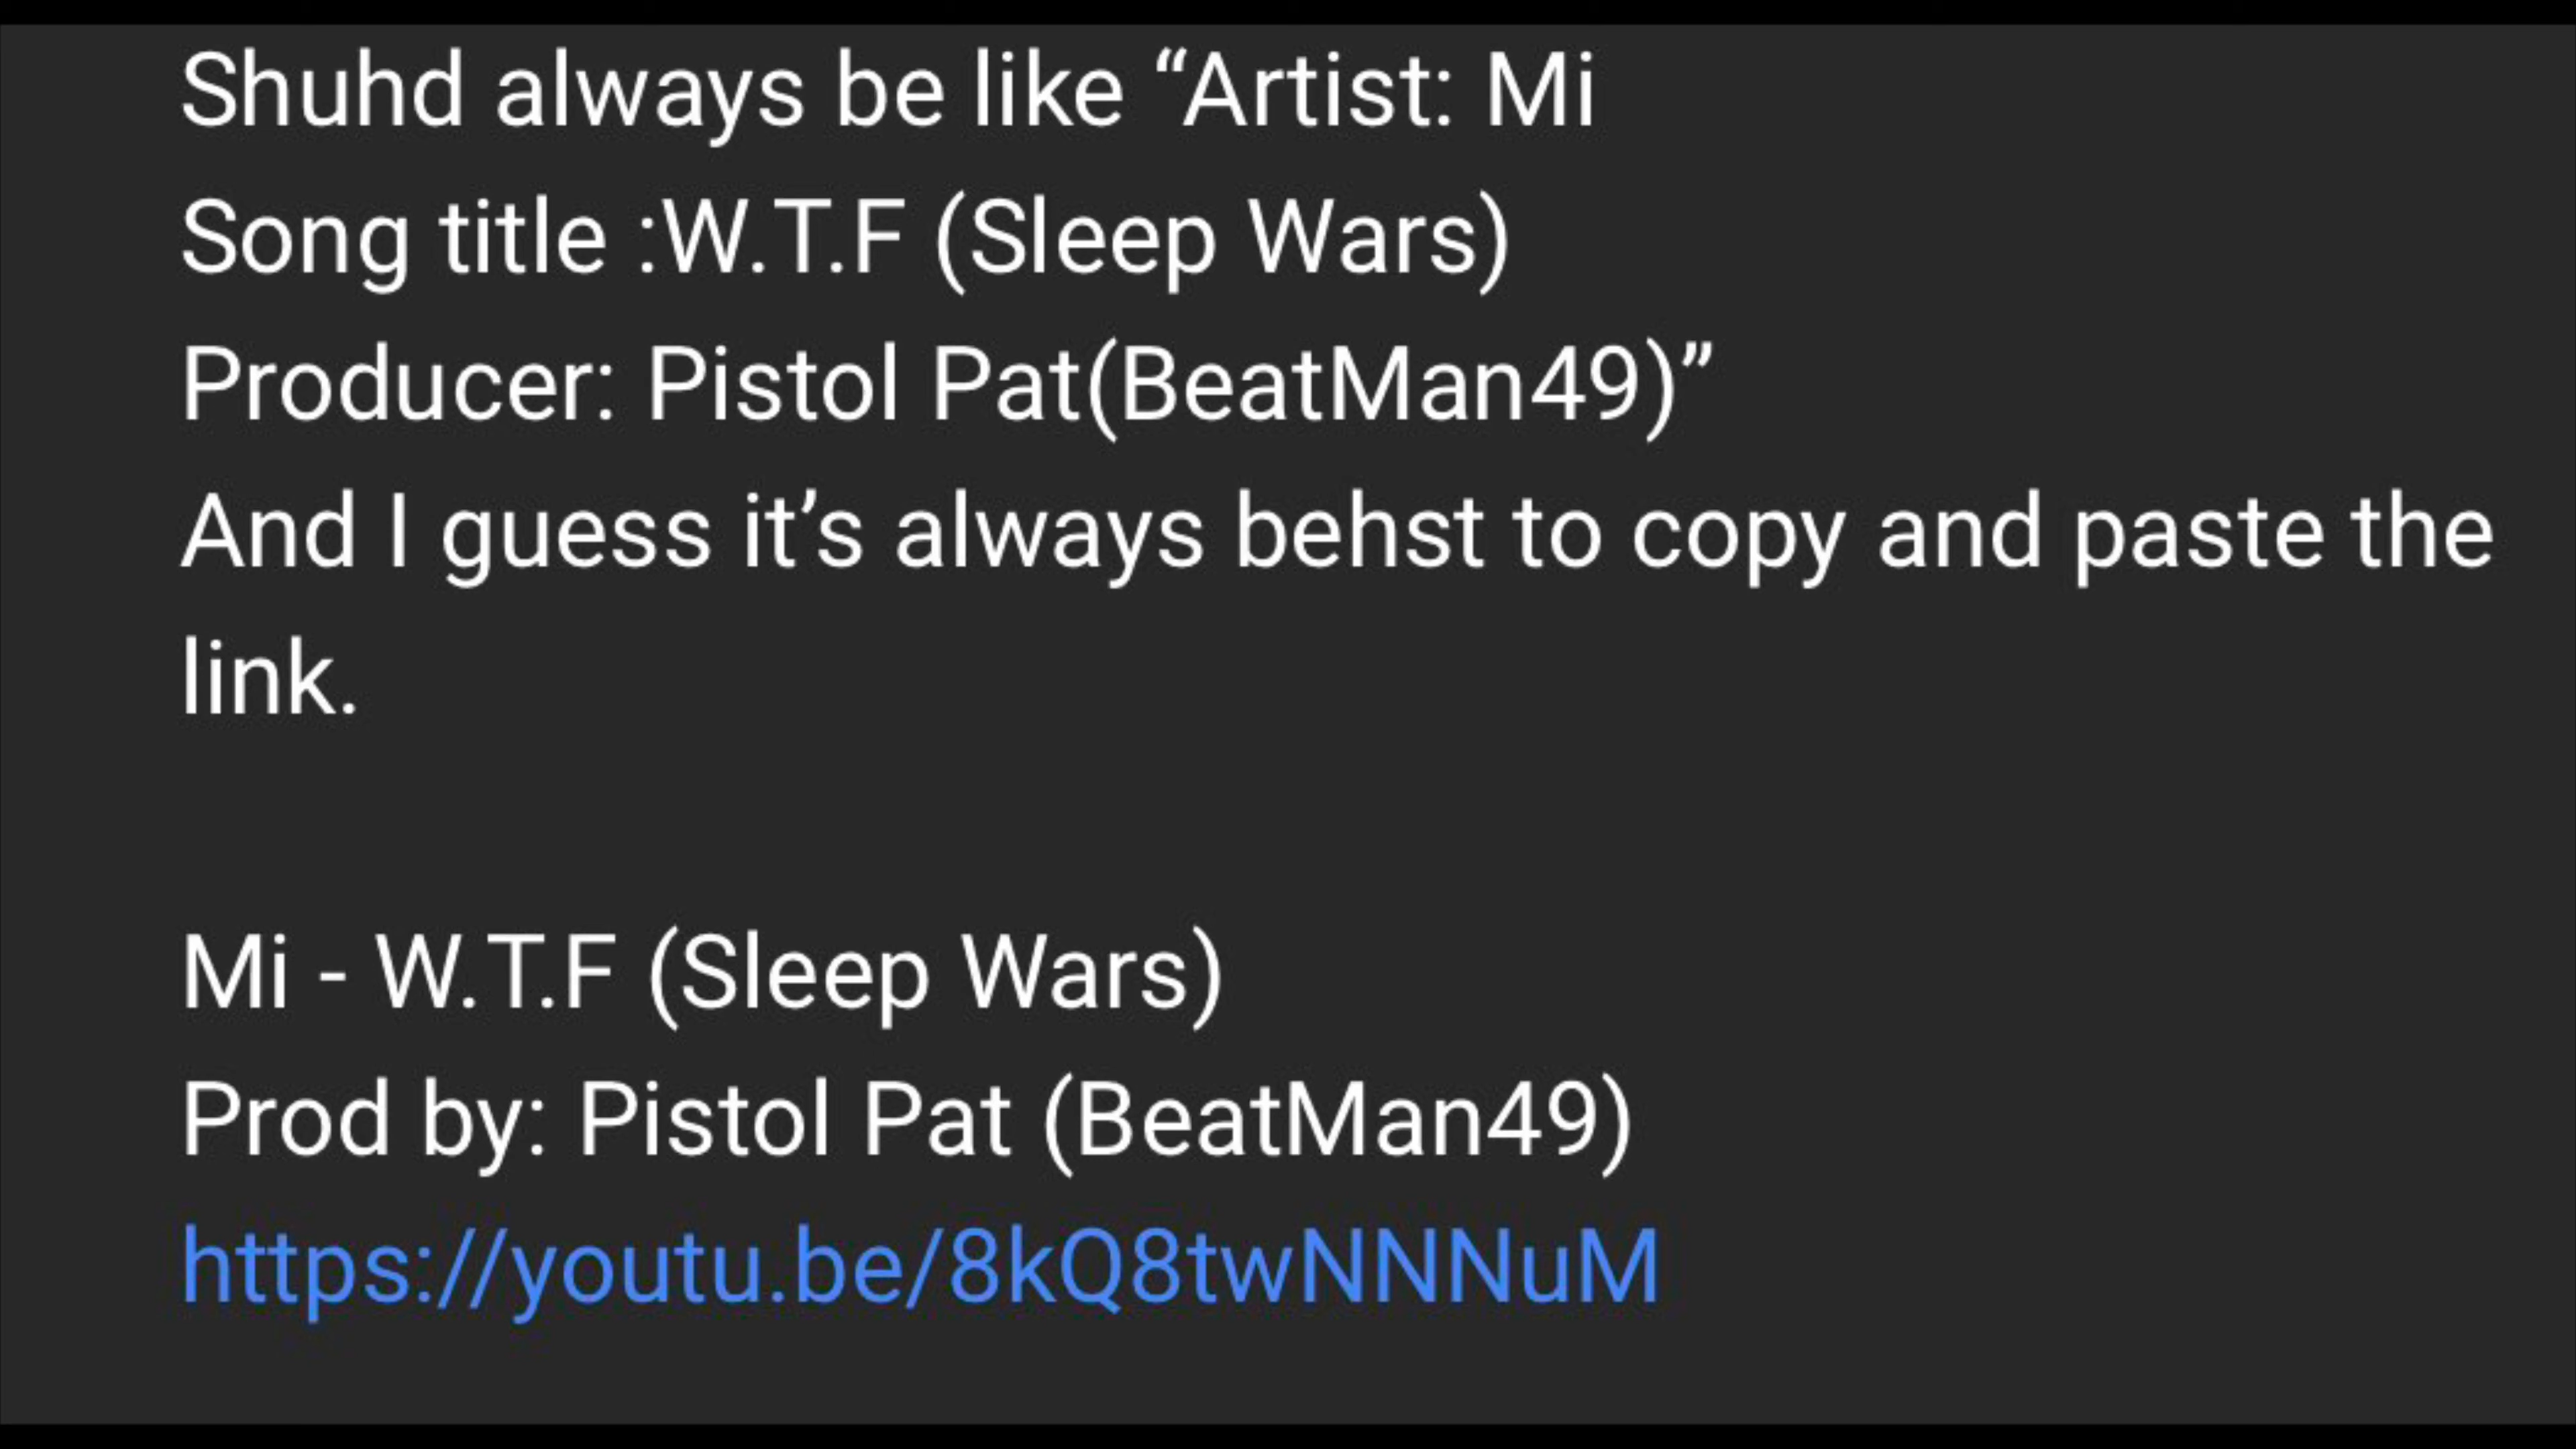 Shuhd always be like “Artist: Mi
Song title :W.T.F (Sleep Wars)
Producer: Pistol Pat(BeatMan49)”
And I guess it’s always behst to copy and paste the
link.
Mi - W.T.F (Sleep Wars)
Prod by: Pistol Pat (BeatMan49)
https://youtu.be/8kQ8twNNNuM